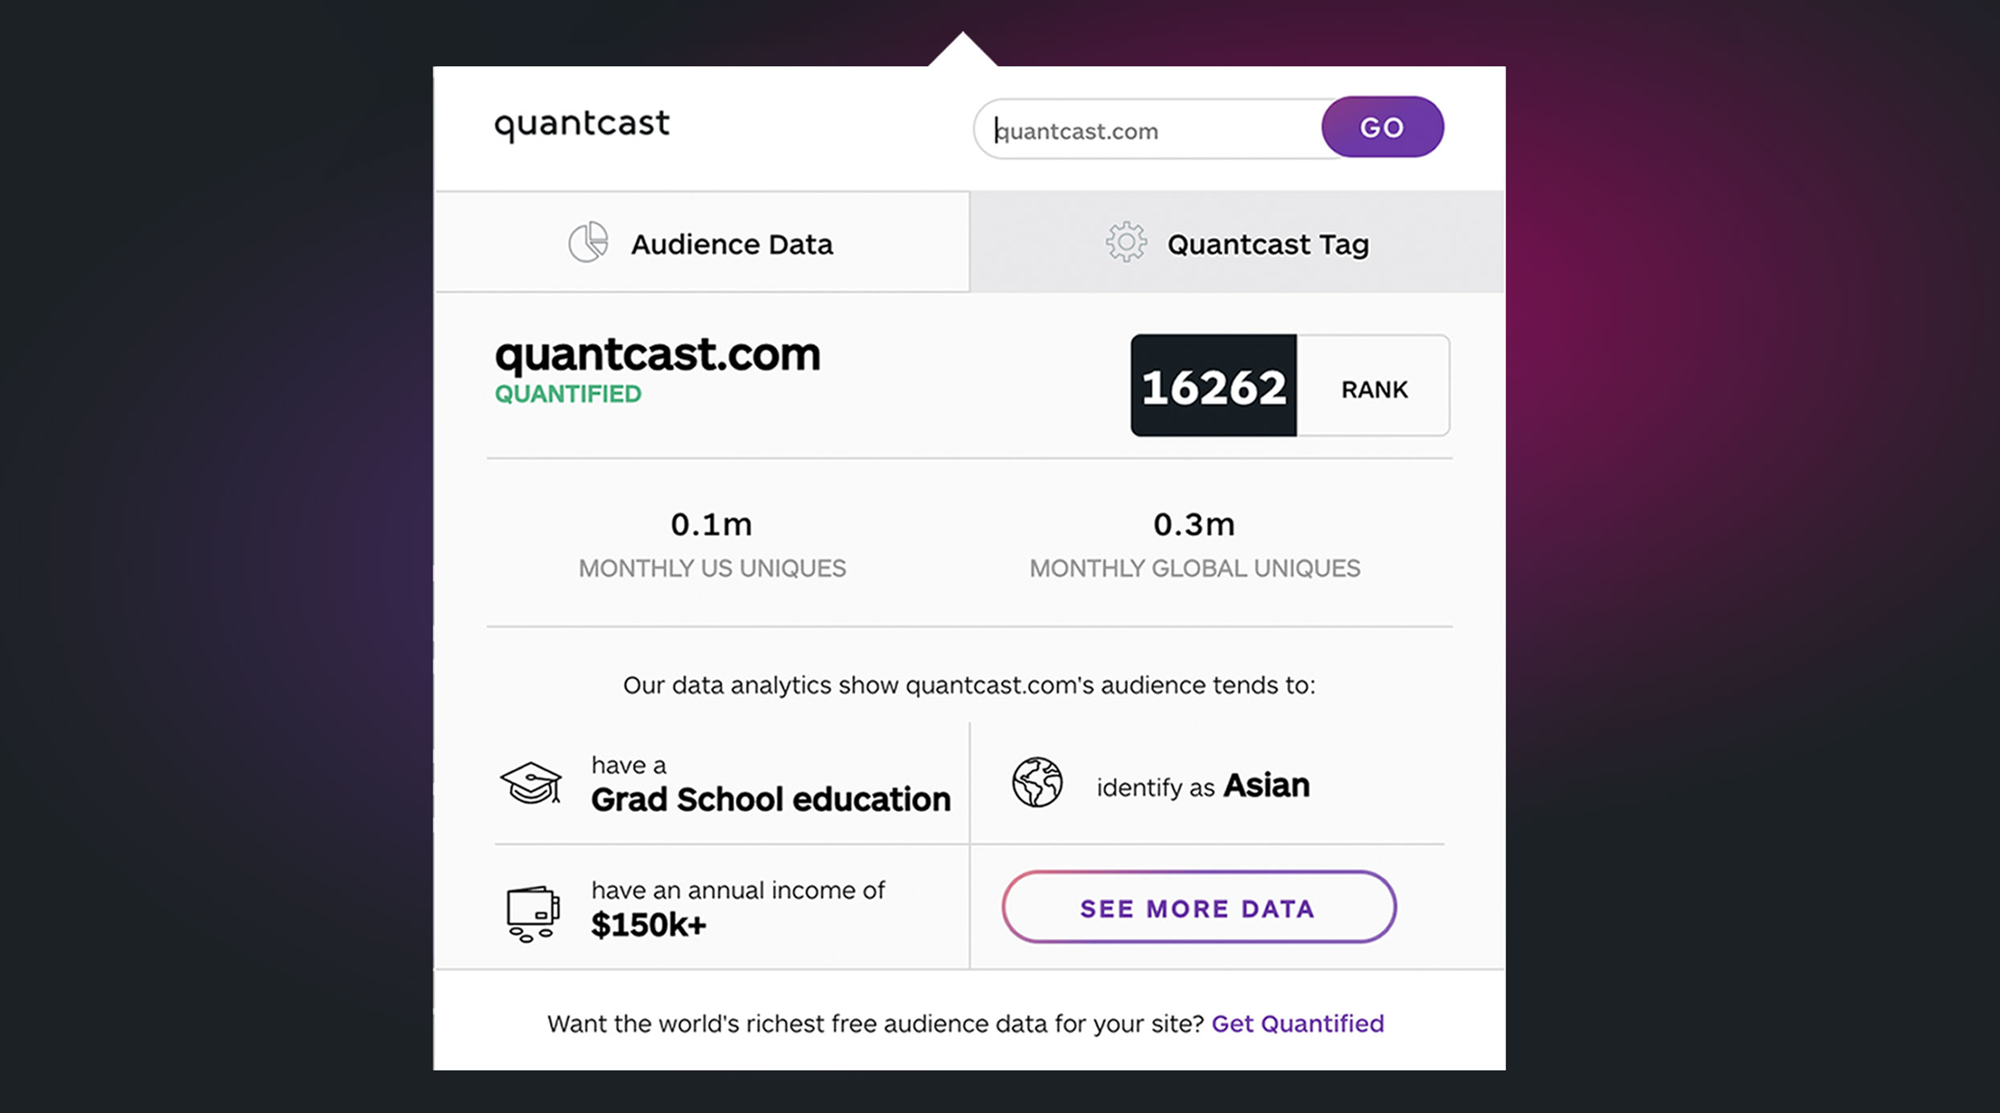 quantcast
quantcast.com
GO
Audience Data
Quantcast Tag
quantcast.com
QUANTIFIED
16262
RANK
0.1m
MONTHLY US UNIQUES
0.3m
MONTHLY GLOBAL UNIQUES
Our data analytics show quantcast.com's audience tends to:
have a
Grad School education
identify as Asian
have an annual income of
$150k+
SEE MORE DATA
Want the world's richest free audience data for your site? Get Quantified